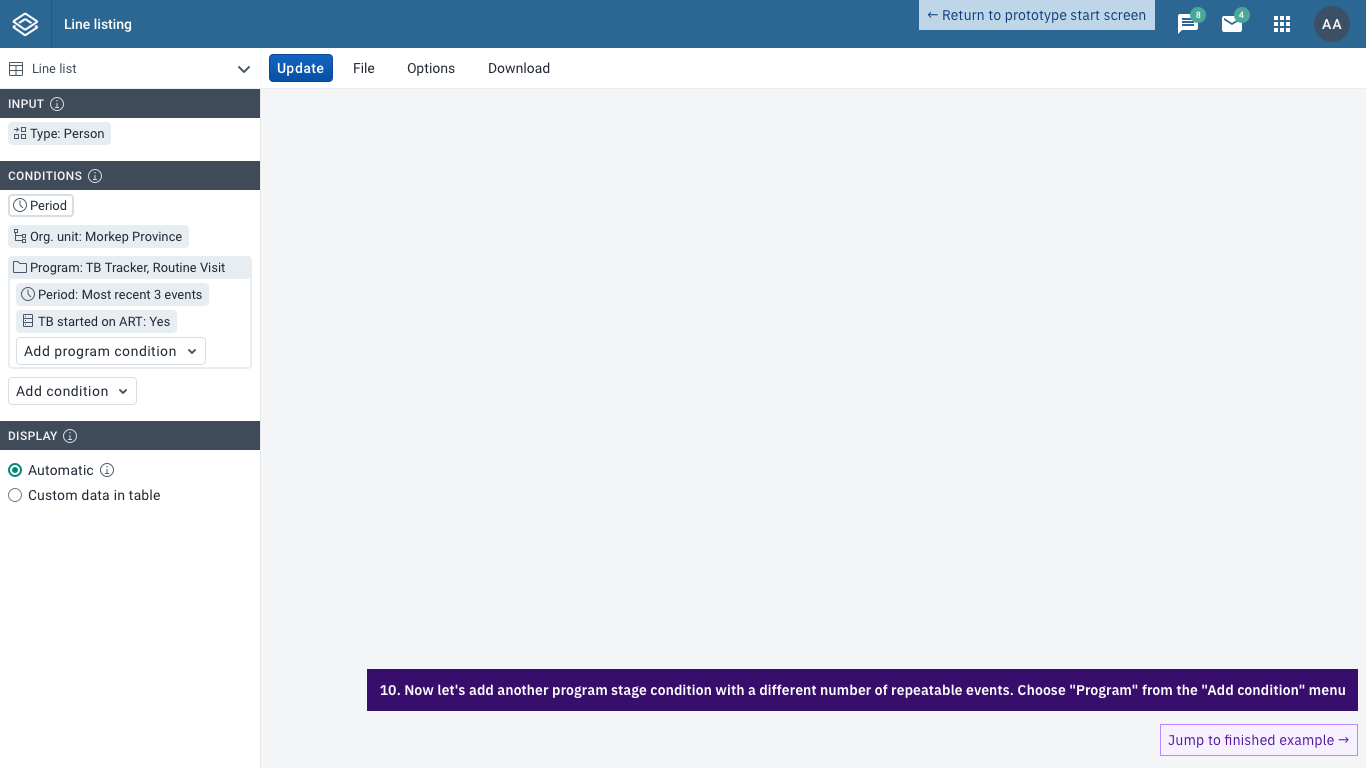 Line listing
← Return to prototype start screen
8
4
AA
Line list
Update
File
Options
Download
INPUT
Type: Person
CONDITIONS
Period
Org. unit: Morkep Province
Program: TB Tracker, Routine Visit
Period: Most recent 3 events
TB started on ART: Yes
Add program condition
Add condition
DISPLAY
Automatic
Custom data in table
10. Now let's add another program stage condition with a different number of repeatable events. Choose "Program" from the "Add condition" menu
Jump to finished example →